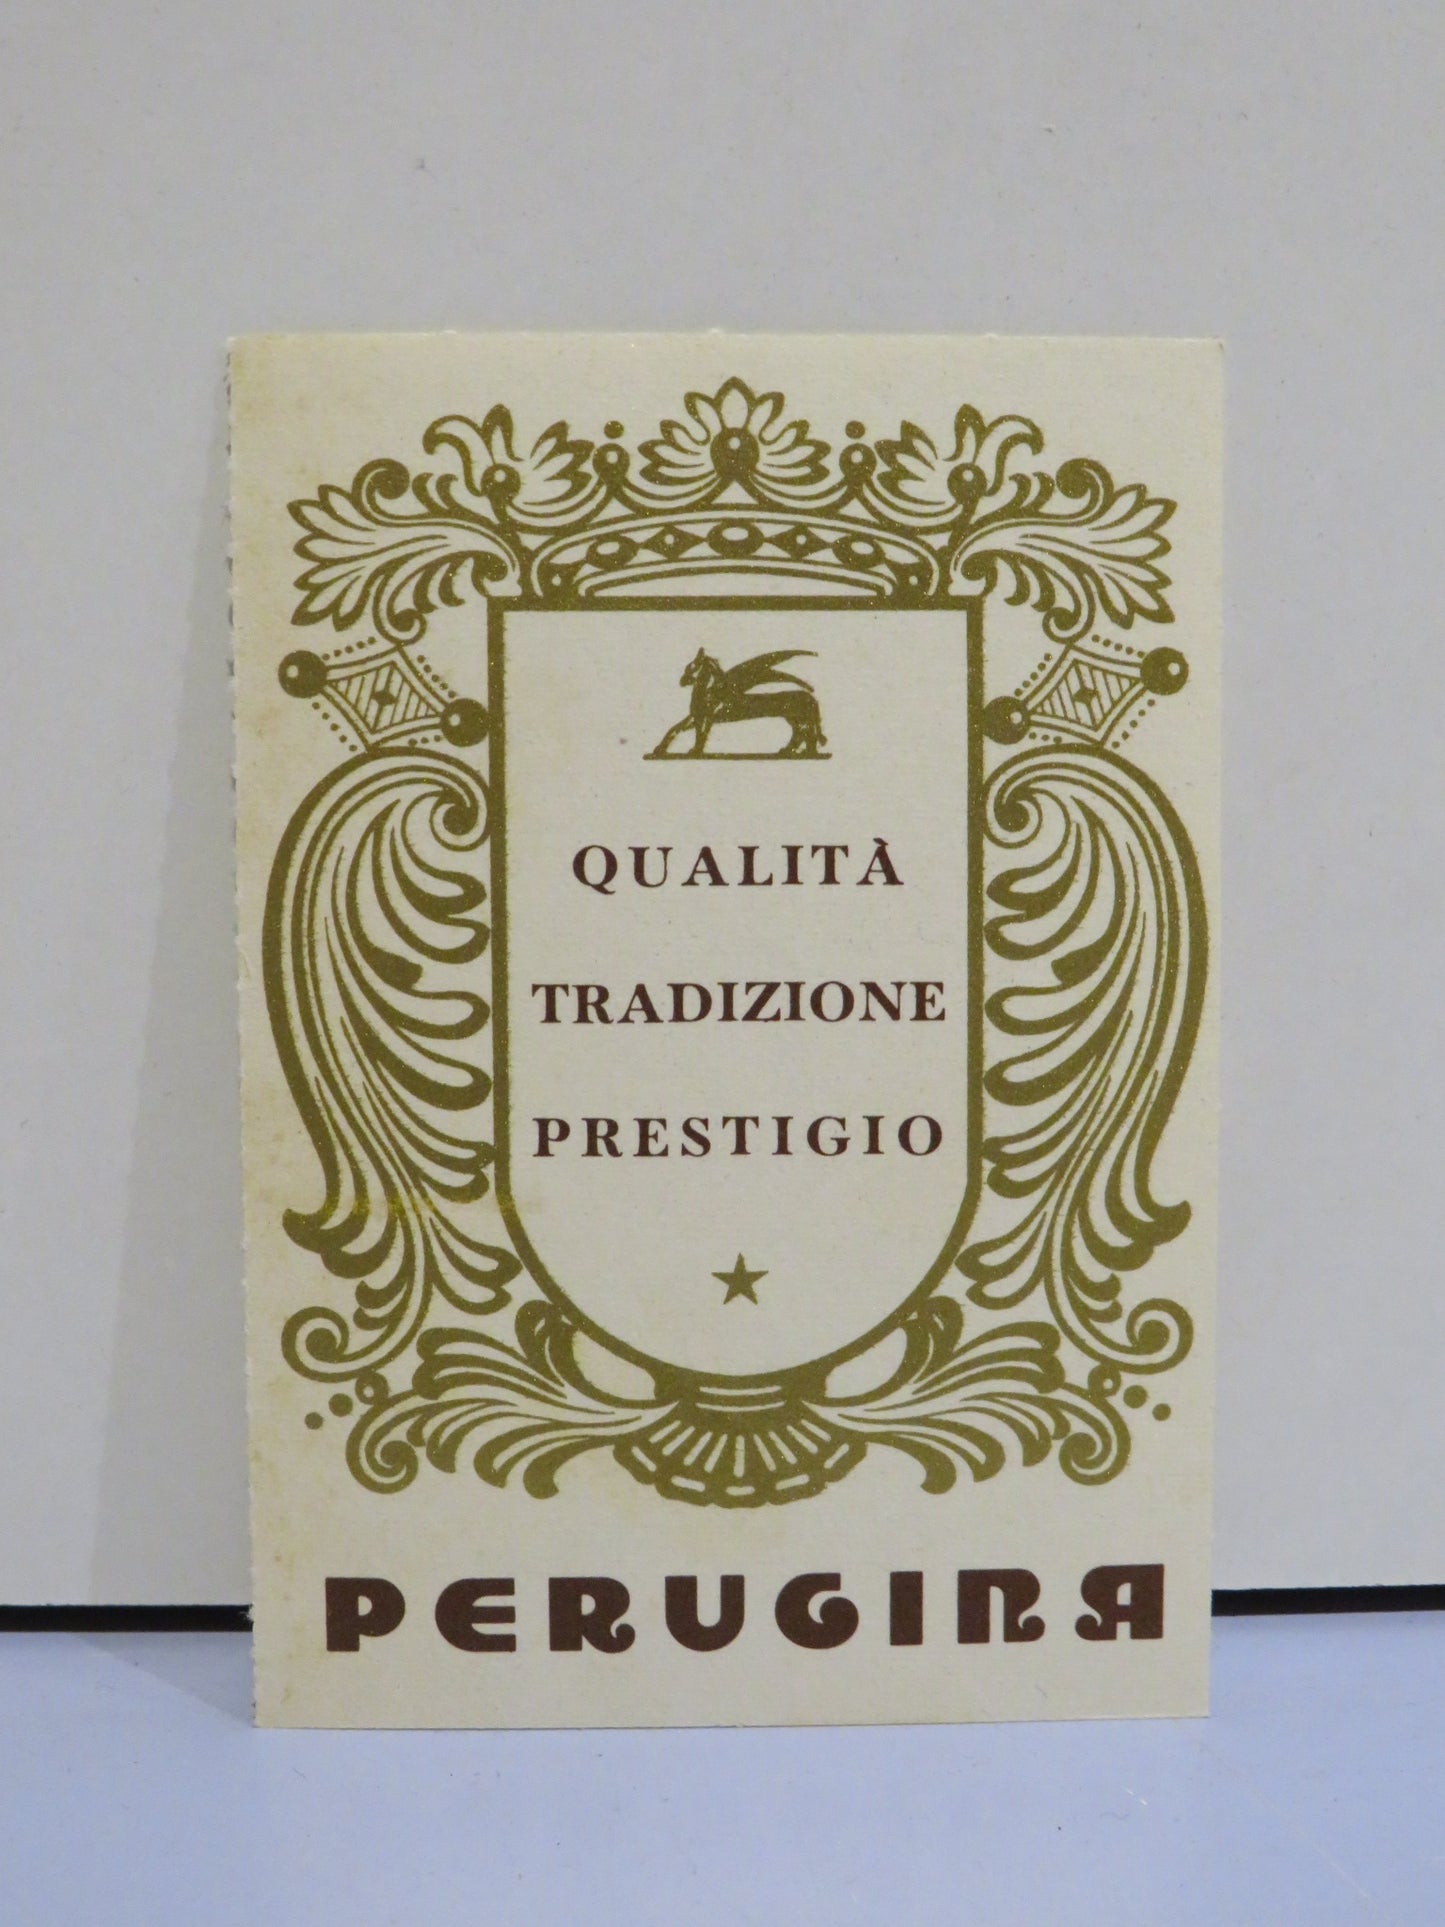 QUALITÀ
TRADIZIONE
PRESTIGIO
PERUGINA